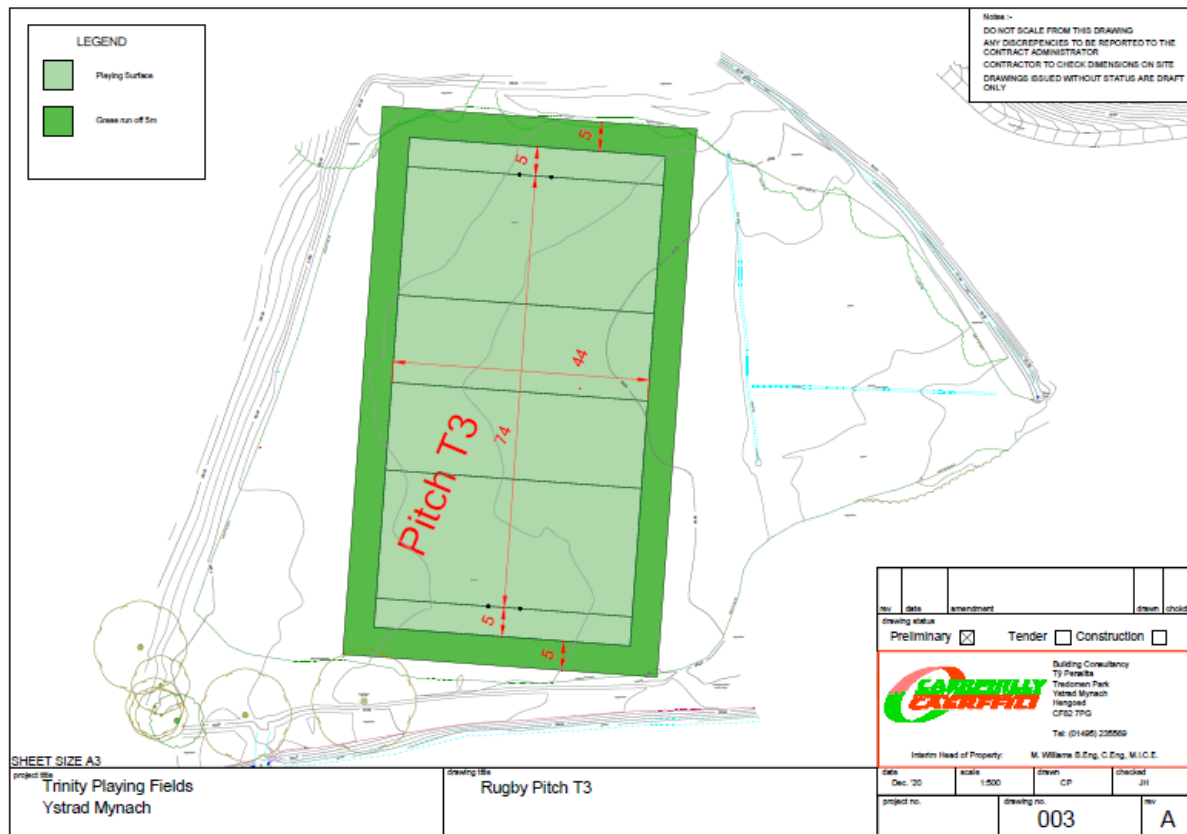 LEGEND
Playing Surface
Grass run off 5m
Notes :-
DO NOT SCALE FROM THIS DRAWING
ANY DISCREPENCIES TO BE REPORTED TO THE
CONTRACT ADMINISTRATOR
CONTRACTOR TO CHECK DIMENSIONS ON SITE
DRAWINGS ISSUED WITHOUT STATUS ARE DRAFT
ONLY
5
5
44
74
Pitch T3
5
5
rev date amendment drawn chckd
drawing status
Preliminary Tender Construction
CAERPHILLY
CAERFFILI
Building Consultancy
Tŷ Penallta
Tredomen Park
Ystrad Mynach
Hengoed
CF82 7PG
Tel: (01495) 235569
Interim Head of Property: M. Williams B.Eng, C.Eng, M.I.C.E.
SHEET SIZE A3
project title
Trinity Playing Fields
Ystrad Mynach
drawing title
Rugby Pitch T3
date scale drawn checked
Dec. '20 1:500 CP JH
project no. drawing no. rev
003 A